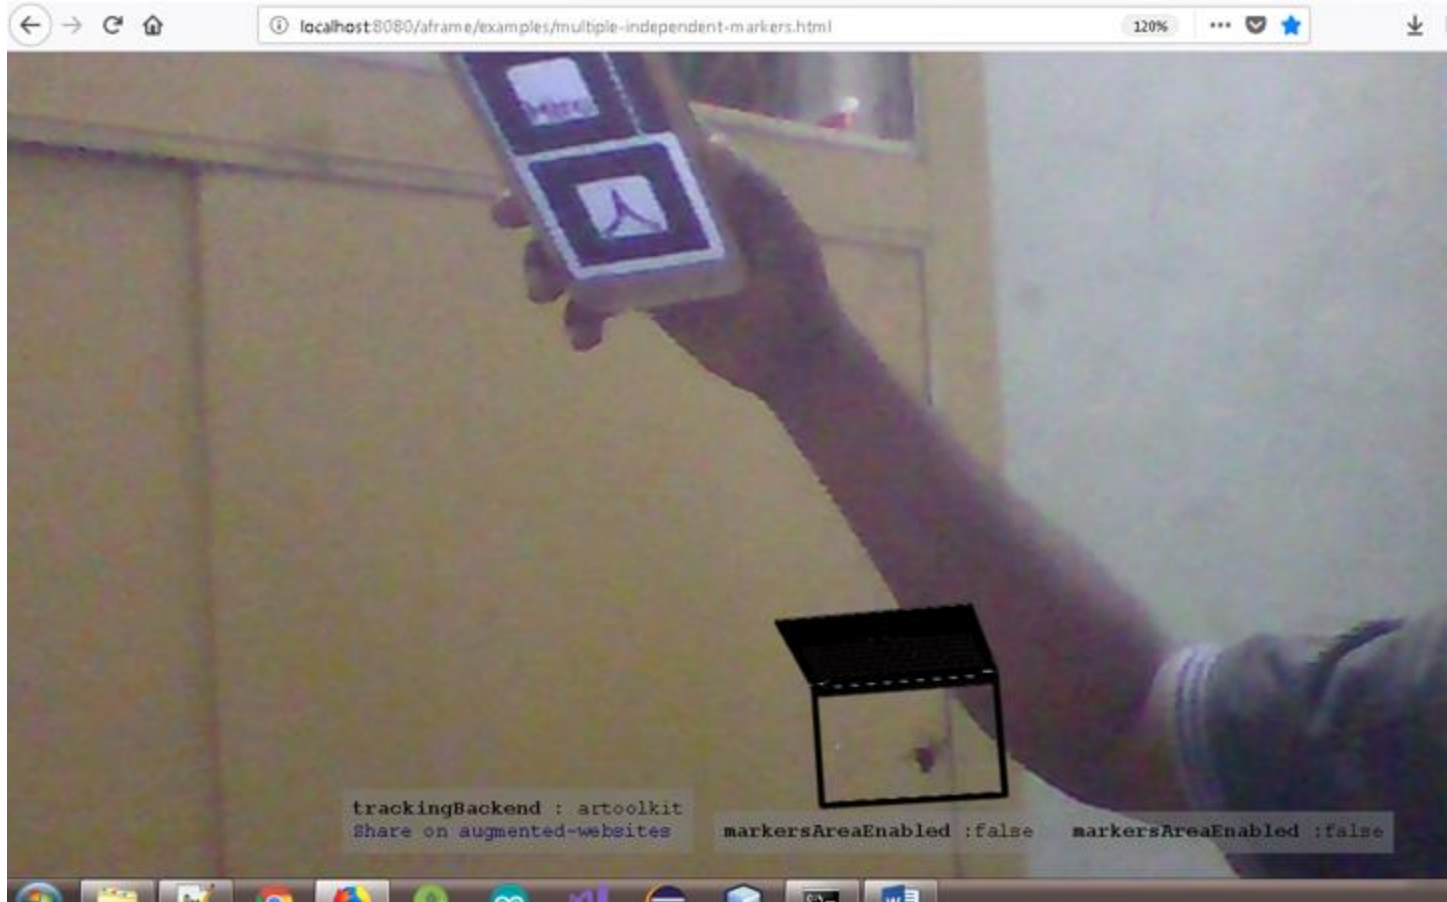 localhost:8080/aframe/examples/multiple-independent-markers.html
120%
trackingBackend : artoolkit
Share on augmented-websites
markersAreaEnabled :false
markersAreaEnabled :false